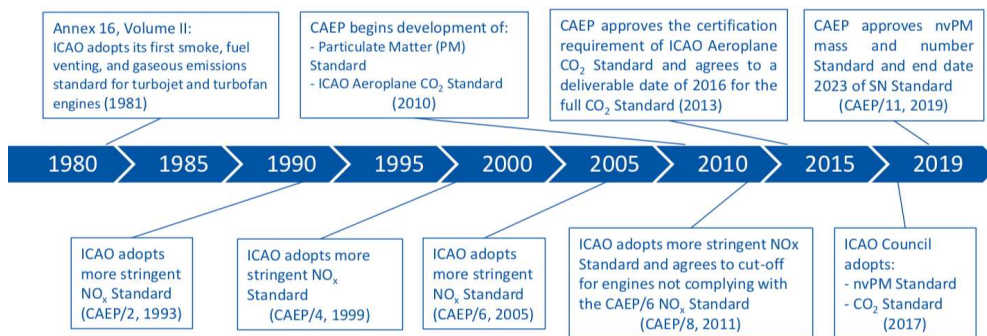 Annex 16, Volume II:
ICAO adopts its first smoke, fuel
venting, and gaseous emissions
standard for turbojet and turbofan
engines (1981)
CAEP begins development of:
- Particulate Matter (PM)
Standard
- ICAO Aeroplane CO₂ Standard
(2010)
CAEP approves the certification
requirement of ICAO Aeroplane
CO₂ Standard and agrees to a
deliverable date of 2016 for the
full CO₂ Standard (2013)
CAEP approves nvPM
mass and number
Standard and end date
2023 of SN Standard
(CAEP/11, 2019)
1980 1985 1990 1995 2000 2005 2010 2015 2019
ICAO adopts
more stringent
NOₓ Standard
(CAEP/2, 1993)
ICAO adopts more
stringent NOₓ
Standard
(CAEP/4, 1999)
ICAO adopts
more stringent
NOₓ Standard
(CAEP/6, 2005)
ICAO adopts more stringent NOx
Standard and agrees to cut-off
for engines not complying with
the CAEP/6 NOₓ Standard
(CAEP/8, 2011)
ICAO Council
adopts:
- nvPM Standard
- CO₂ Standard
(2017)